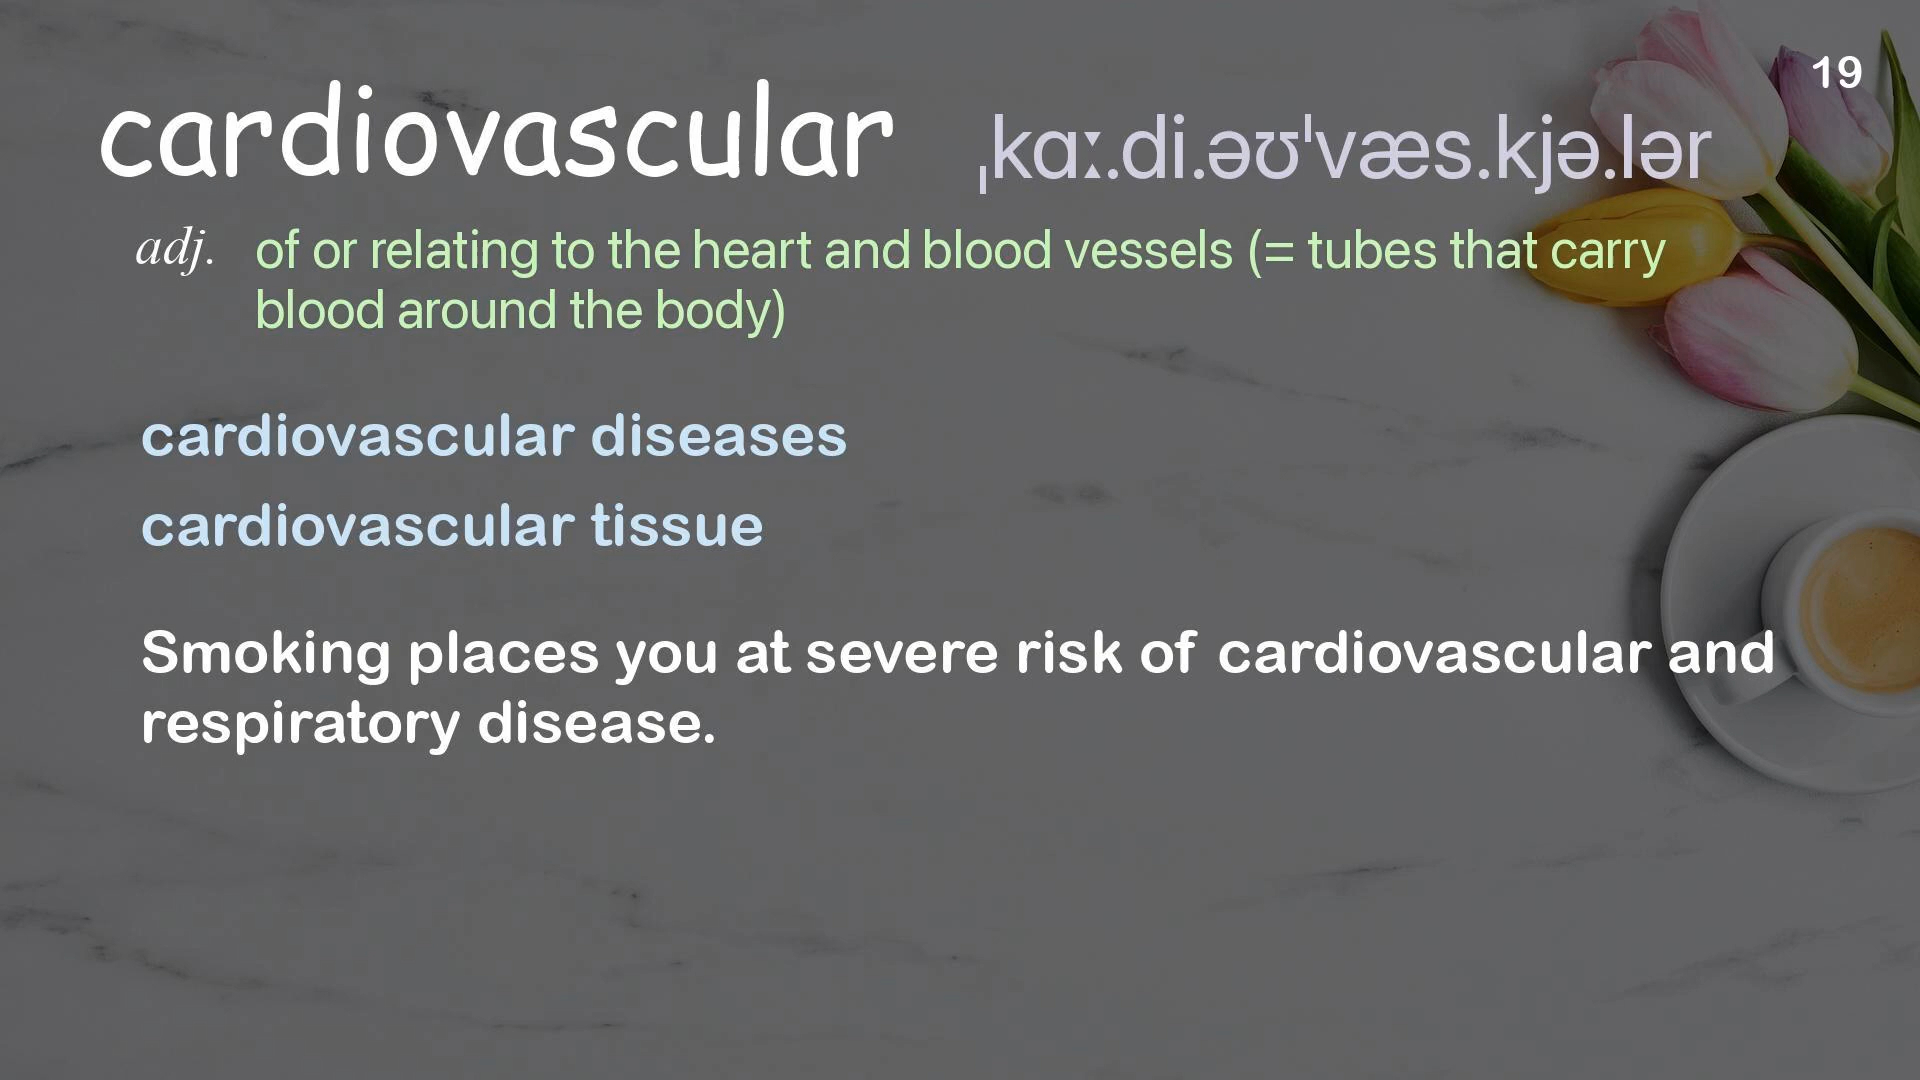 19
cardiovascular ˌkɑː.di.əʊˈvæs.kjə.lər
adj. of or relating to the heart and blood vessels (= tubes that carry
blood around the body)
cardiovascular diseases
cardiovascular tissue
Smoking places you at severe risk of cardiovascular and
respiratory disease.